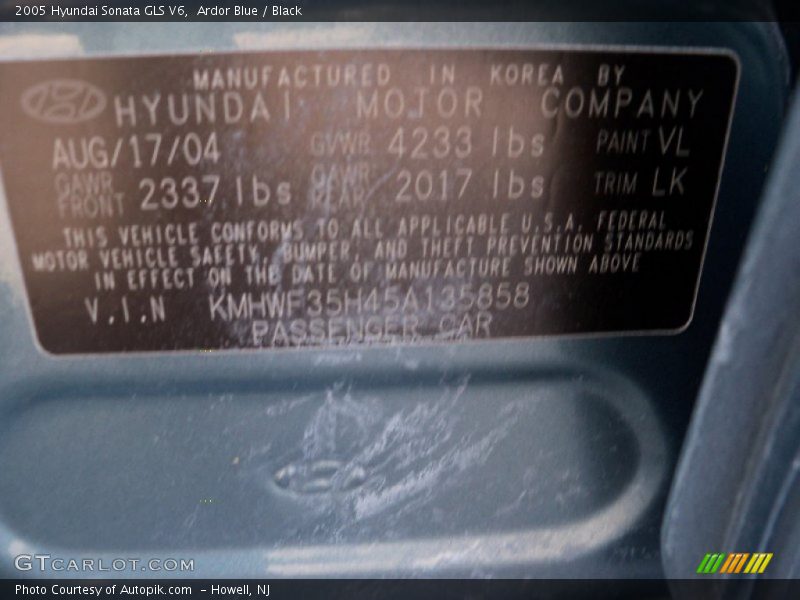 2005 Hyundai Sonata GLS V6,  Ardor Blue / Black
MANUFACTURED IN KOREA BY
HYUNDAI MOTOR COMPANY
AUG/17/04 GVWR 4233 lbs PAINT VL
GAWR FRONT 2337 lbs GAWR REAR 2017 lbs TRIM LK
THIS VEHICLE CONFORMS TO ALL APPLICABLE U.S.A. FEDERAL
MOTOR VEHICLE SAFETY, BUMPER, AND THEFT PREVENTION STANDARDS
IN EFFECT ON THE DATE OF MANUFACTURE SHOWN ABOVE
V.I.N KMHWF35H45A135858
PASSENGER CAR
GTCARLOT.COM
Photo Courtesy of Autopik.com  - Howell, NJ